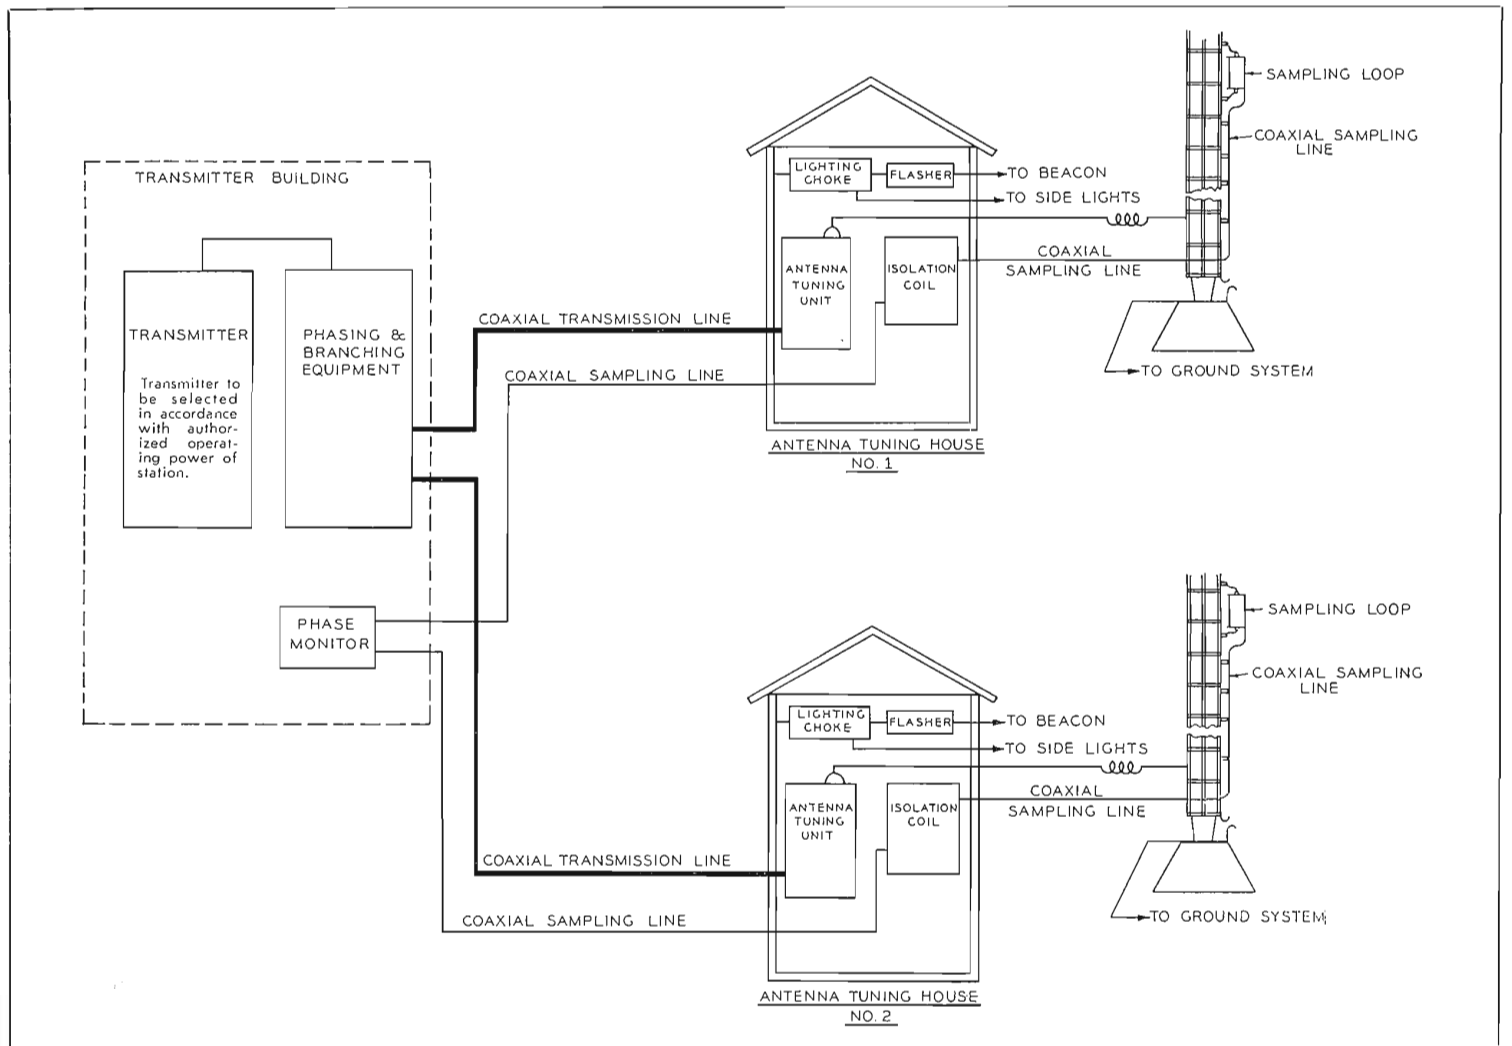 TRANSMITTER BUILDING
TRANSMITTER
Transmitter to
be selected
in accordance
with author-
ized operat-
ing power of
station.
PHASING &
BRANCHING
EQUIPMENT
PHASE
MONITOR
COAXIAL TRANSMISSION LINE
COAXIAL SAMPLING LINE
LIGHTING
CHOKE
FLASHER
TO BEACON
TO SIDE LIGHTS
ANTENNA
TUNING
UNIT
ISOLATION
COIL
COAXIAL
SAMPLING LINE
ANTENNA TUNING HOUSE
NO. 1
SAMPLING LOOP
COAXIAL SAMPLING
LINE
TO GROUND SYSTEM
COAXIAL TRANSMISSION LINE
COAXIAL SAMPLING LINE
LIGHTING
CHOKE
FLASHER
TO BEACON
TO SIDE LIGHTS
ANTENNA
TUNING
UNIT
ISOLATION
COIL
COAXIAL
SAMPLING LINE
ANTENNA TUNING HOUSE
NO. 2
SAMPLING LOOP
COAXIAL SAMPLING
LINE
TO GROUND SYSTEM